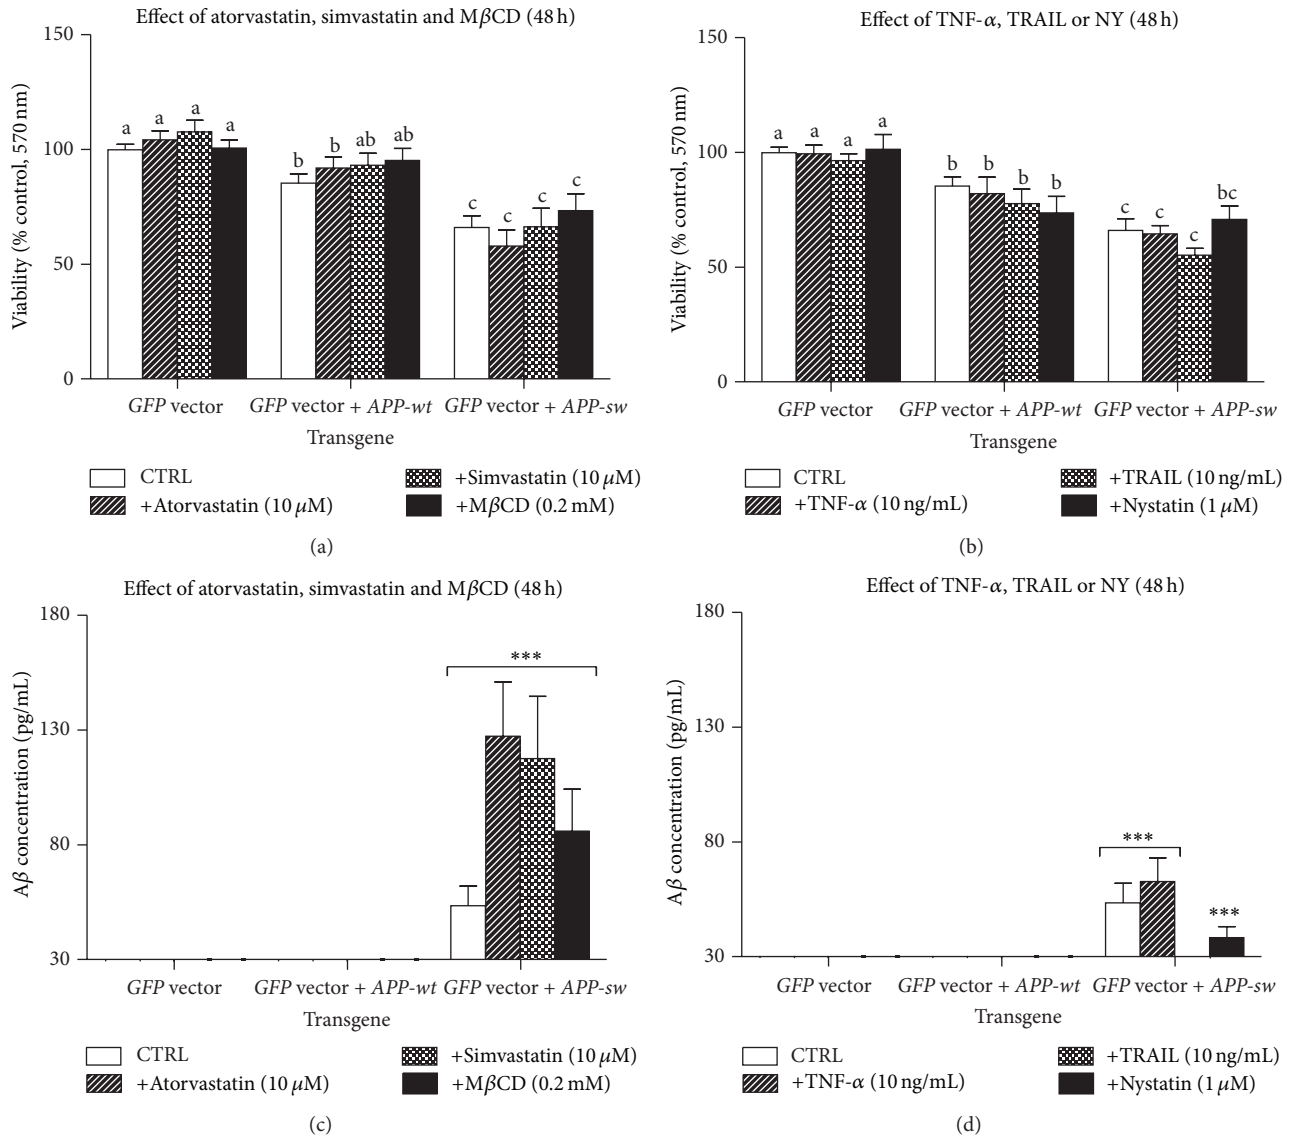 Effect of atorvastatin, simvastatin and MβCD (48 h)
150
100
50
0
Viability (% control, 570 nm)
a a a a
b b ab ab
c c c c
GFP vector GFP vector + APP-wt GFP vector + APP-sw
Transgene
CTRL
+Atorvastatin (10 μM)
+Simvastatin (10 μM)
+MβCD (0.2 mM)
(a)
Effect of TNF-α, TRAIL or NY (48 h)
150
100
50
0
Viability (% control, 570 nm)
a a a a
b b b b
c c c bc
GFP vector GFP vector + APP-wt GFP vector + APP-sw
Transgene
CTRL
+TNF-α (10 ng/mL)
+TRAIL (10 ng/mL)
+Nystatin (1 μM)
(b)
Effect of atorvastatin, simvastatin and MβCD (48 h)
180
130
80
30
Aβ concentration (pg/mL)
***
GFP vector GFP vector + APP-wt GFP vector + APP-sw
Transgene
CTRL
+Atorvastatin (10 μM)
+Simvastatin (10 μM)
+MβCD (0.2 mM)
(c)
Effect of TNF-α, TRAIL or NY (48 h)
180
130
80
30
Aβ concentration (pg/mL)
***
***
GFP vector GFP vector + APP-wt GFP vector + APP-sw
Transgene
CTRL
+TNF-α (10 ng/mL)
+TRAIL (10 ng/mL)
+Nystatin (1 μM)
(d)